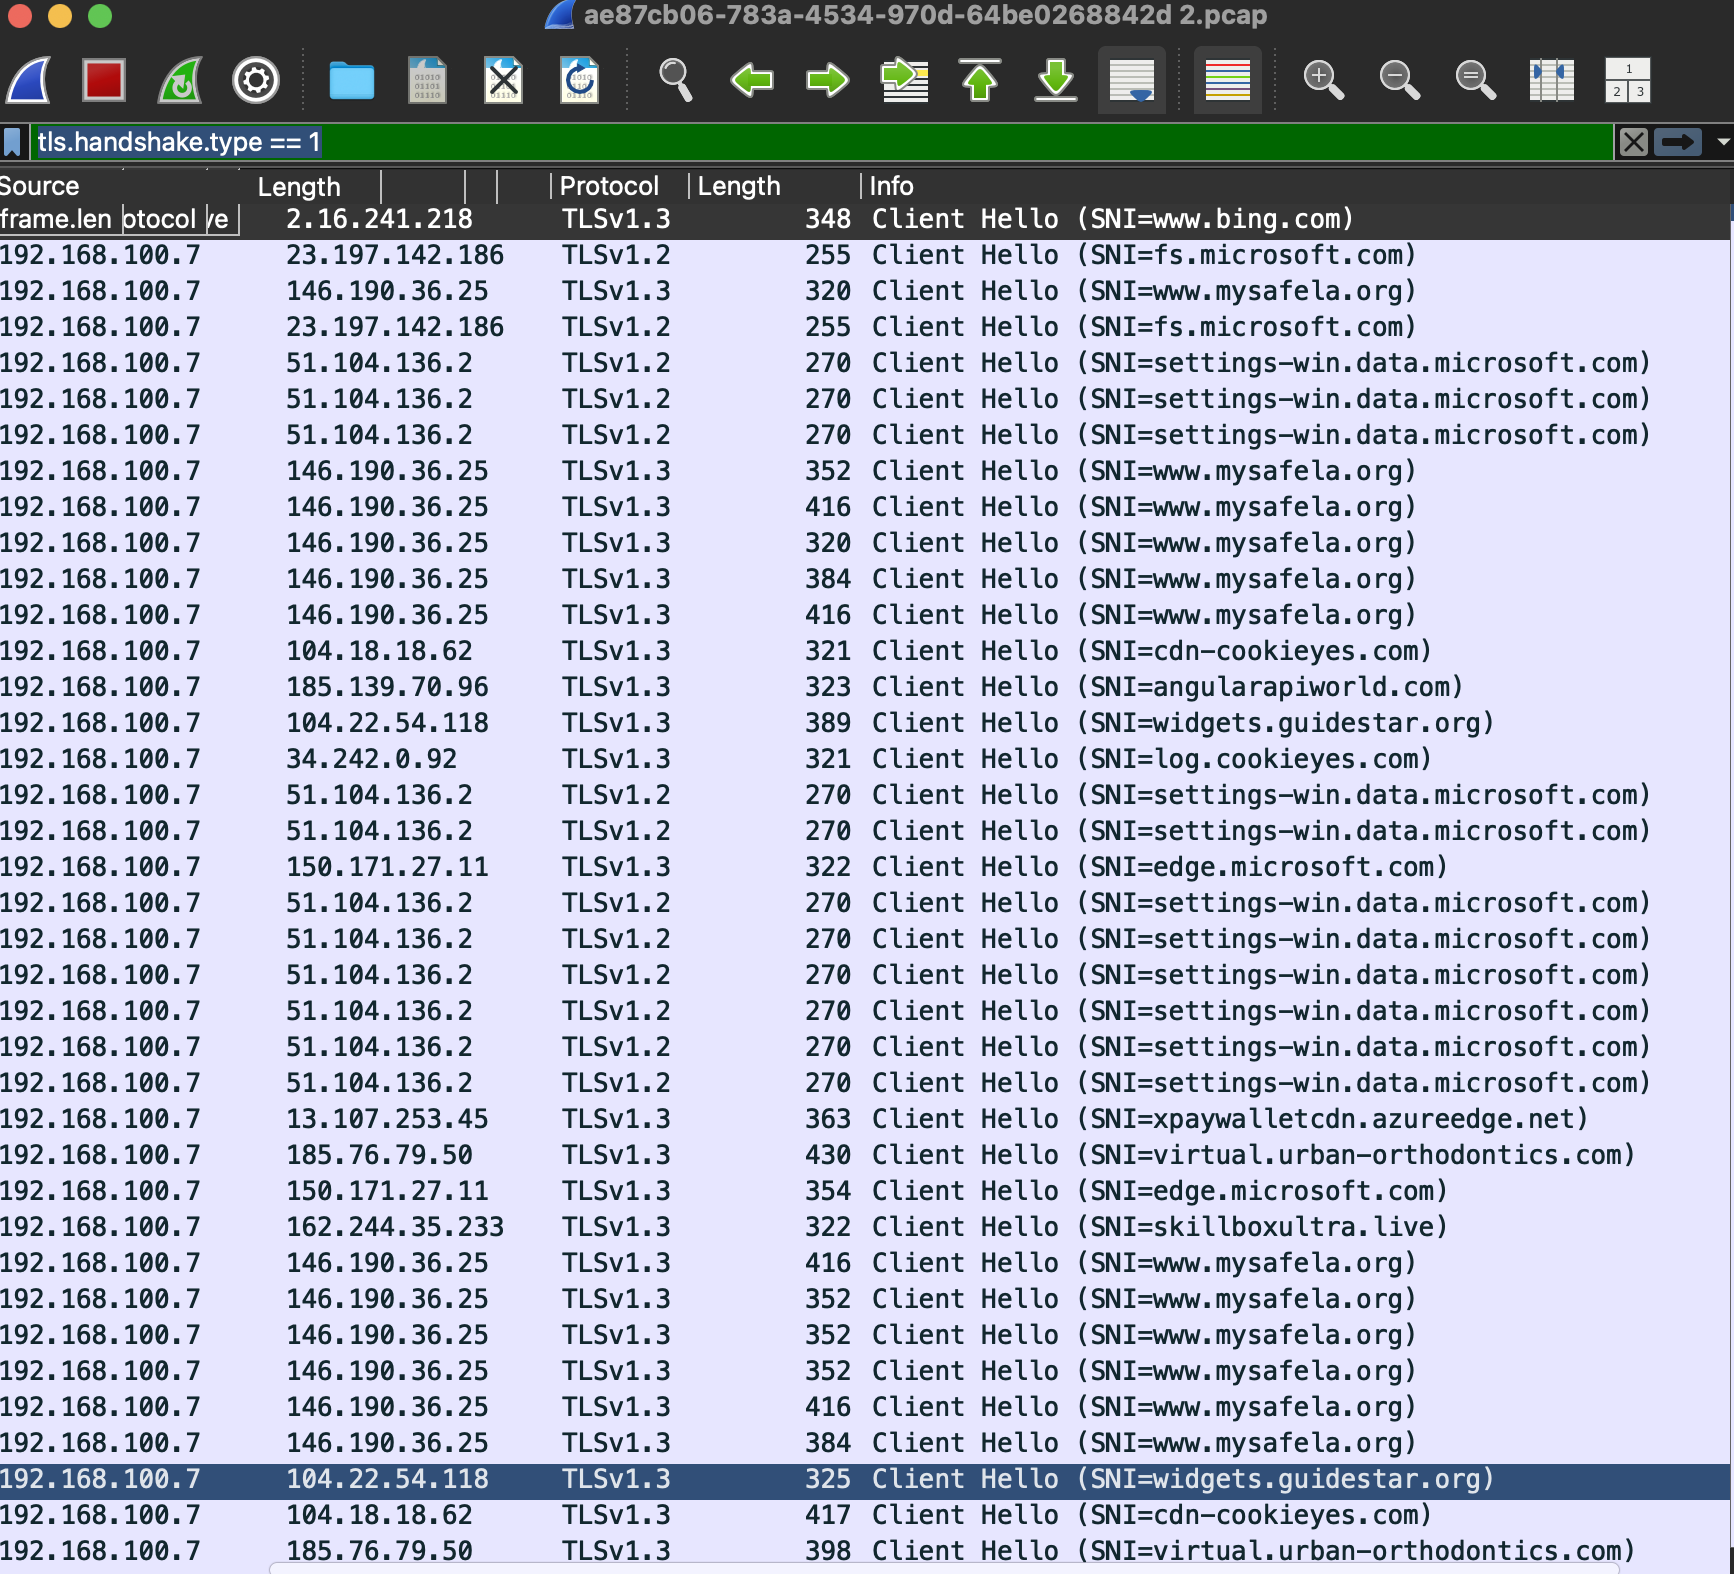 ae87cb06-783a-4534-970d-64be0268842d 2.pcap
tls.handshake.type == 1
Source Length Protocol Length Info
frame.len otocol ve 2.16.241.218 TLSv1.3 348 Client Hello (SNI=www.bing.com)
192.168.100.7 23.197.142.186 TLSv1.2 255 Client Hello (SNI=fs.microsoft.com)
192.168.100.7 146.190.36.25 TLSv1.3 320 Client Hello (SNI=www.mysafela.org)
192.168.100.7 23.197.142.186 TLSv1.2 255 Client Hello (SNI=fs.microsoft.com)
192.168.100.7 51.104.136.2 TLSv1.2 270 Client Hello (SNI=settings-win.data.microsoft.com)
192.168.100.7 51.104.136.2 TLSv1.2 270 Client Hello (SNI=settings-win.data.microsoft.com)
192.168.100.7 51.104.136.2 TLSv1.2 270 Client Hello (SNI=settings-win.data.microsoft.com)
192.168.100.7 146.190.36.25 TLSv1.3 352 Client Hello (SNI=www.mysafela.org)
192.168.100.7 146.190.36.25 TLSv1.3 416 Client Hello (SNI=www.mysafela.org)
192.168.100.7 146.190.36.25 TLSv1.3 320 Client Hello (SNI=www.mysafela.org)
192.168.100.7 146.190.36.25 TLSv1.3 384 Client Hello (SNI=www.mysafela.org)
192.168.100.7 146.190.36.25 TLSv1.3 416 Client Hello (SNI=www.mysafela.org)
192.168.100.7 104.18.18.62 TLSv1.3 321 Client Hello (SNI=cdn-cookieyes.com)
192.168.100.7 185.139.70.96 TLSv1.3 323 Client Hello (SNI=angularapiworld.com)
192.168.100.7 104.22.54.118 TLSv1.3 389 Client Hello (SNI=widgets.guidestar.org)
192.168.100.7 34.242.0.92 TLSv1.3 321 Client Hello (SNI=log.cookieyes.com)
192.168.100.7 51.104.136.2 TLSv1.2 270 Client Hello (SNI=settings-win.data.microsoft.com)
192.168.100.7 51.104.136.2 TLSv1.2 270 Client Hello (SNI=settings-win.data.microsoft.com)
192.168.100.7 150.171.27.11 TLSv1.3 322 Client Hello (SNI=edge.microsoft.com)
192.168.100.7 51.104.136.2 TLSv1.2 270 Client Hello (SNI=settings-win.data.microsoft.com)
192.168.100.7 51.104.136.2 TLSv1.2 270 Client Hello (SNI=settings-win.data.microsoft.com)
192.168.100.7 51.104.136.2 TLSv1.2 270 Client Hello (SNI=settings-win.data.microsoft.com)
192.168.100.7 51.104.136.2 TLSv1.2 270 Client Hello (SNI=settings-win.data.microsoft.com)
192.168.100.7 51.104.136.2 TLSv1.2 270 Client Hello (SNI=settings-win.data.microsoft.com)
192.168.100.7 51.104.136.2 TLSv1.2 270 Client Hello (SNI=settings-win.data.microsoft.com)
192.168.100.7 13.107.253.45 TLSv1.3 363 Client Hello (SNI=xpaywalletcdn.azureedge.net)
192.168.100.7 185.76.79.50 TLSv1.3 430 Client Hello (SNI=virtual.urban-orthodontics.com)
192.168.100.7 150.171.27.11 TLSv1.3 354 Client Hello (SNI=edge.microsoft.com)
192.168.100.7 162.244.35.233 TLSv1.3 322 Client Hello (SNI=skillboxultra.live)
192.168.100.7 146.190.36.25 TLSv1.3 416 Client Hello (SNI=www.mysafela.org)
192.168.100.7 146.190.36.25 TLSv1.3 352 Client Hello (SNI=www.mysafela.org)
192.168.100.7 146.190.36.25 TLSv1.3 352 Client Hello (SNI=www.mysafela.org)
192.168.100.7 146.190.36.25 TLSv1.3 352 Client Hello (SNI=www.mysafela.org)
192.168.100.7 146.190.36.25 TLSv1.3 416 Client Hello (SNI=www.mysafela.org)
192.168.100.7 146.190.36.25 TLSv1.3 384 Client Hello (SNI=www.mysafela.org)
192.168.100.7 104.22.54.118 TLSv1.3 325 Client Hello (SNI=widgets.guidestar.org)
192.168.100.7 104.18.18.62 TLSv1.3 417 Client Hello (SNI=cdn-cookieyes.com)
192.168.100.7 185.76.79.50 TLSv1.3 398 Client Hello (SNI=virtual.urban-orthodontics.com)